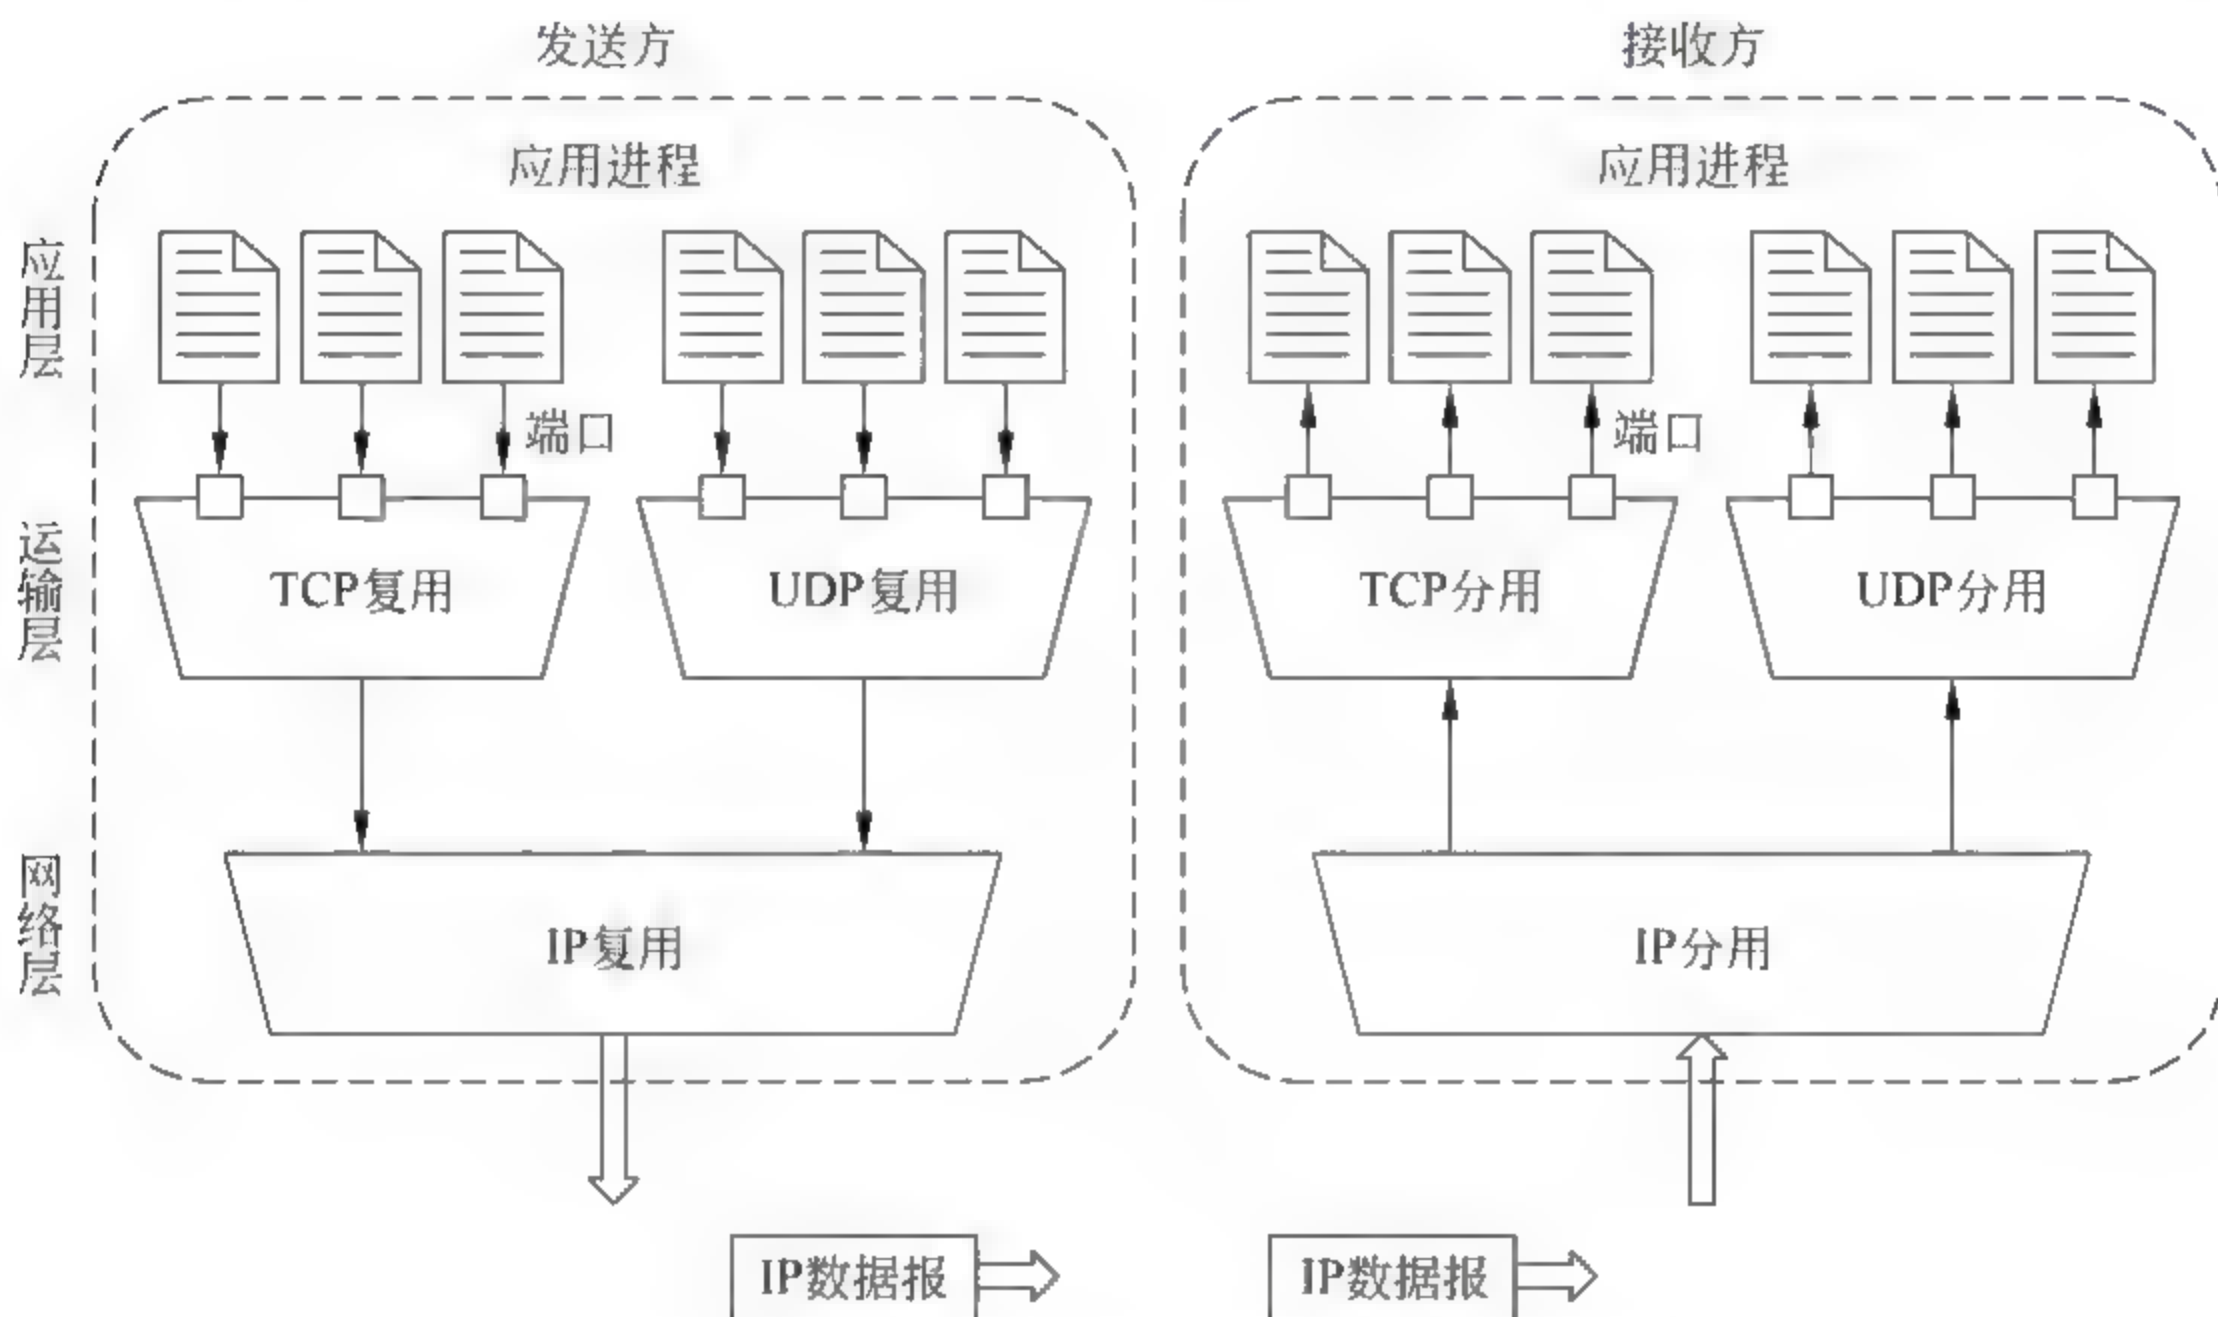 发送方
接收方
应用进程
应用进程
应用层
端口
端口
运输层
TCP复用
UDP复用
TCP分用
UDP分用
网络层
IP复用
IP分用
IP数据报
IP数据报